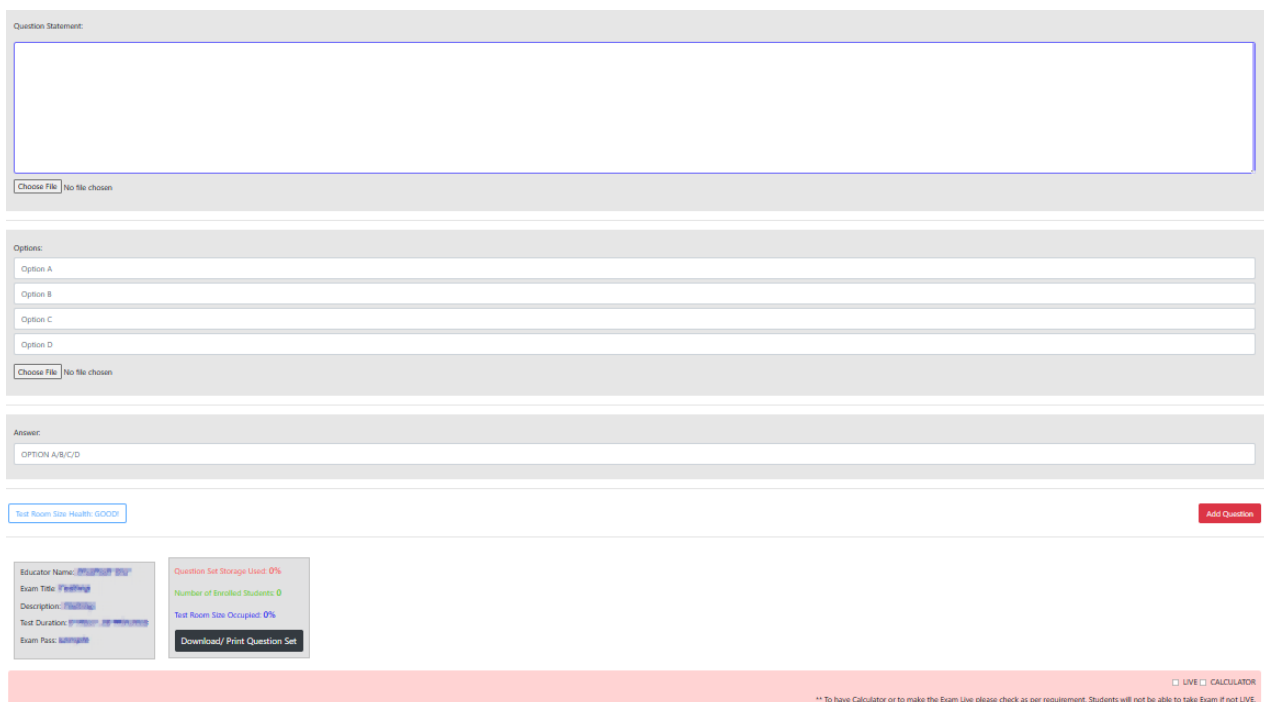 Question Statement:
Choose File No file chosen
Options:
Option A
Option B
Option C
Option D
Choose File No file chosen
Answer:
OPTION A/B/C/D
Test Room Size Health: GOOD!
Add Question
Educator Name:
Exam Title
Description:
Test Duration:
Exam Pass:
Question Set Storage Used: 0%
Number of Enrolled Students: 0
Test Room Size Occupied: 0%
Download/ Print Question Set
LIVE CALCULATOR
** To have Calculator or to make the Exam Live please check as per requirement. Students will not be able to take Exam if not LIVE.